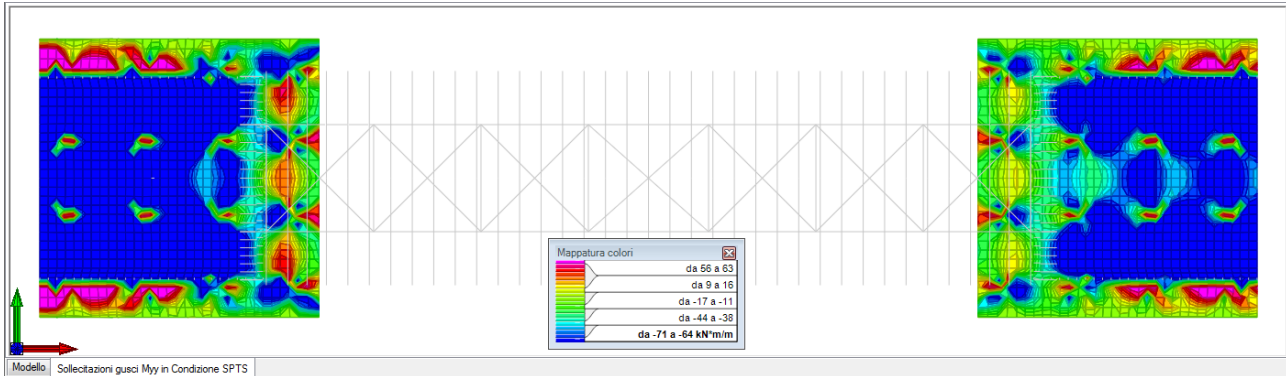 Mappatura colori
da 56 a 63
da 9 a 16
da -17 a -11
da -44 a -38
da -71 a -64 kN*m/m
Modello Sollecitazioni gusci Myy in Condizione SPTS